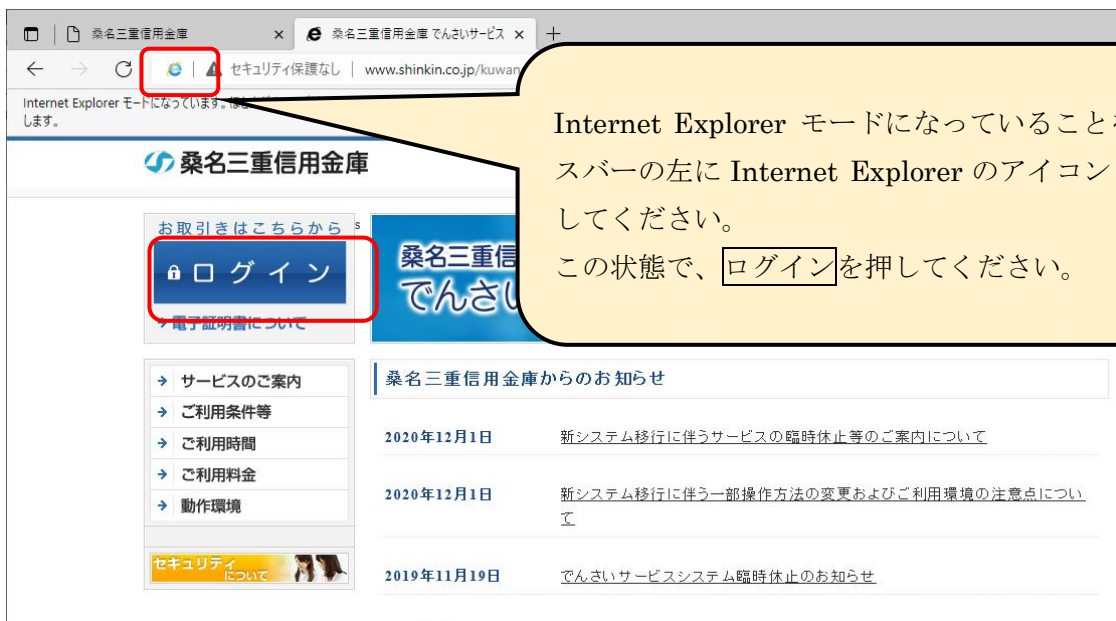 桑名三重信用金庫
桑名三重信用金庫 でんさいサービス
セキュリティ保護なし
www.shinkin.co.jp/kuwan
Internet Explorer モードになっています。
します。
Internet Explorer モードになっていること
スバーの左に Internet Explorer のアイコン
してください。
この状態で、ログインを押してください。
桑名三重信用金庫
お取引きはこちらから
s
ログイン
電子証明書について
桑名三重信
でんさい
サービスのご案内
ご利用条件等
ご利用時間
ご利用料金
動作環境
セキュリティ
について
桑名三重信用金庫からのお知らせ
2020年12月1日 新システム移行に伴うサービスの臨時休止等のご案内について
2020年12月1日 新システム移行に伴う一部操作方法の変更およびご利用環境の注意点につい
て
2019年11月19日 でんさいサービスシステム臨時休止のお知らせ